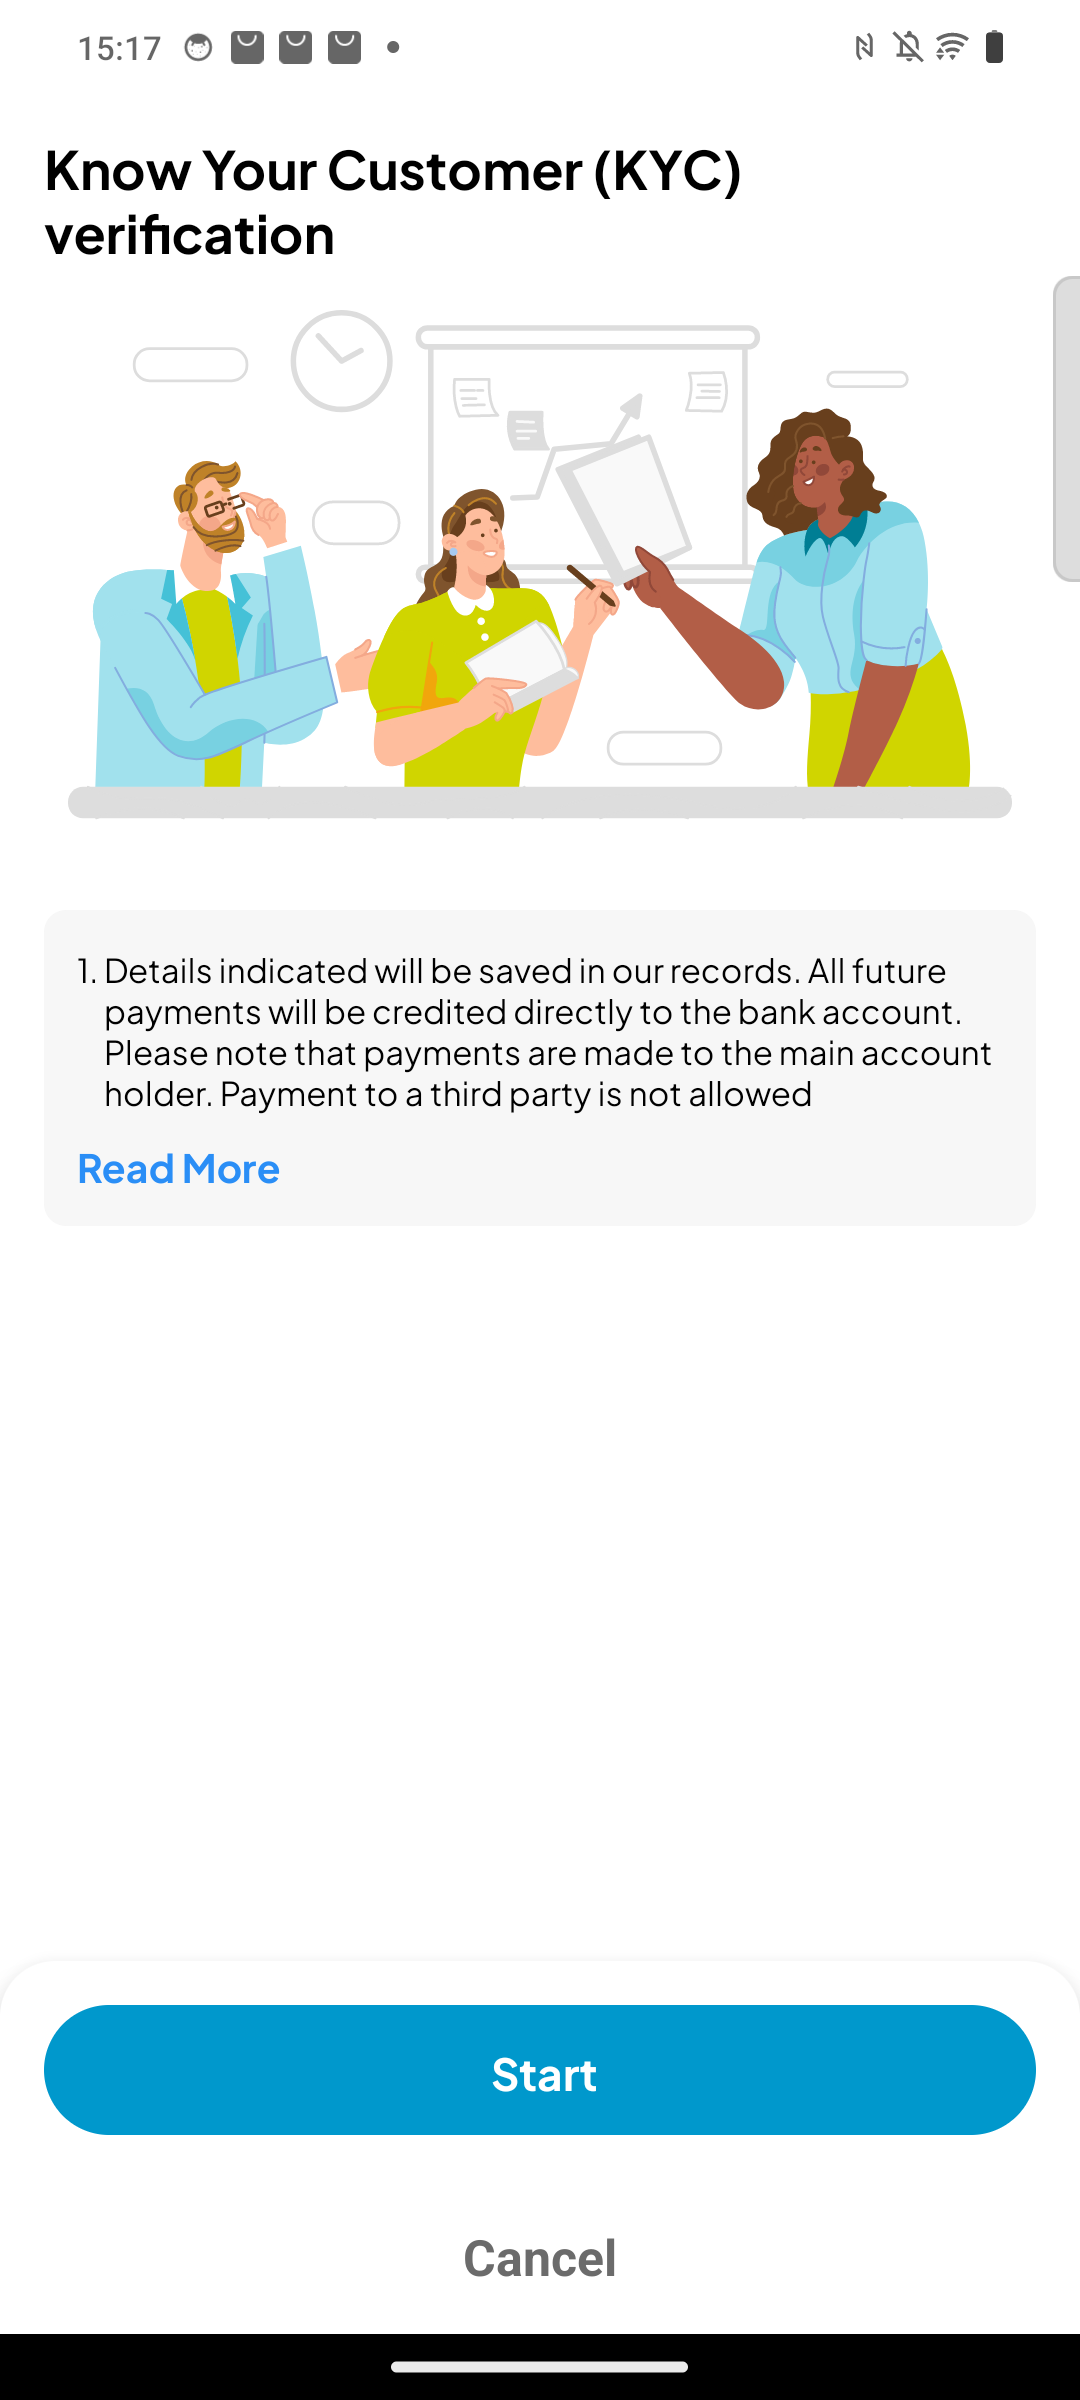 15:17
Know Your Customer (KYC)
verification
1. Details indicated will be saved in our records. All future
payments will be credited directly to the bank account.
Please note that payments are made to the main account
holder. Payment to a third party is not allowed
Read More
Start
Cancel